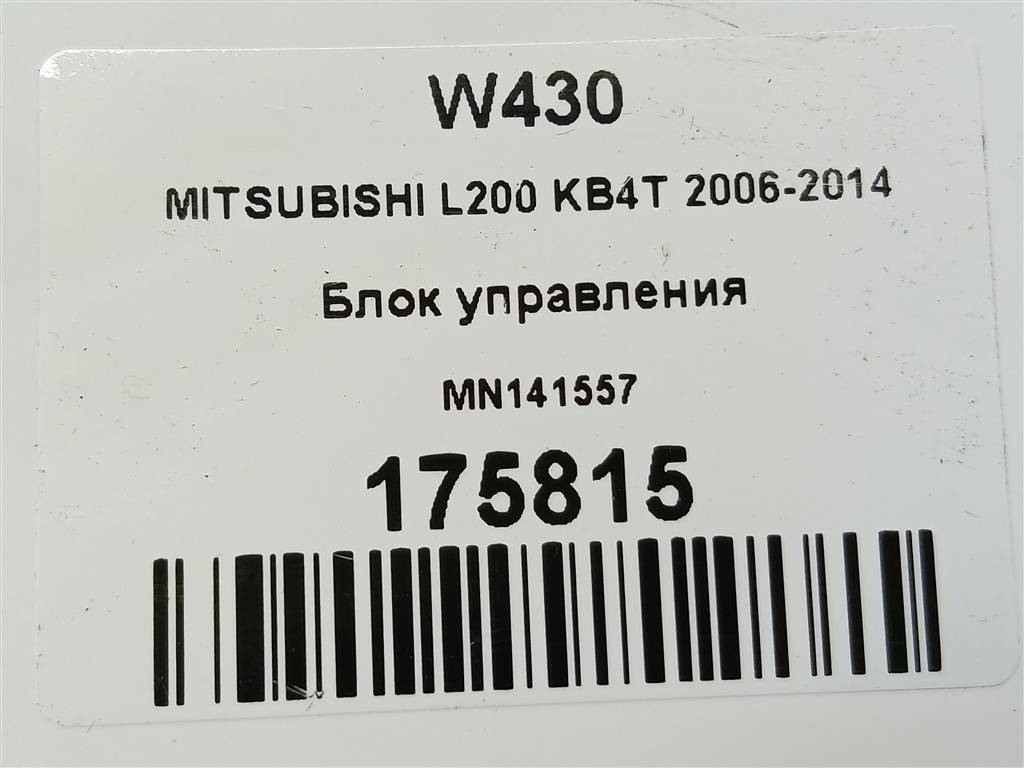 W430
MITSUBISHI L200 KB4T 2006-2014
Блок управления
MN141557
175815